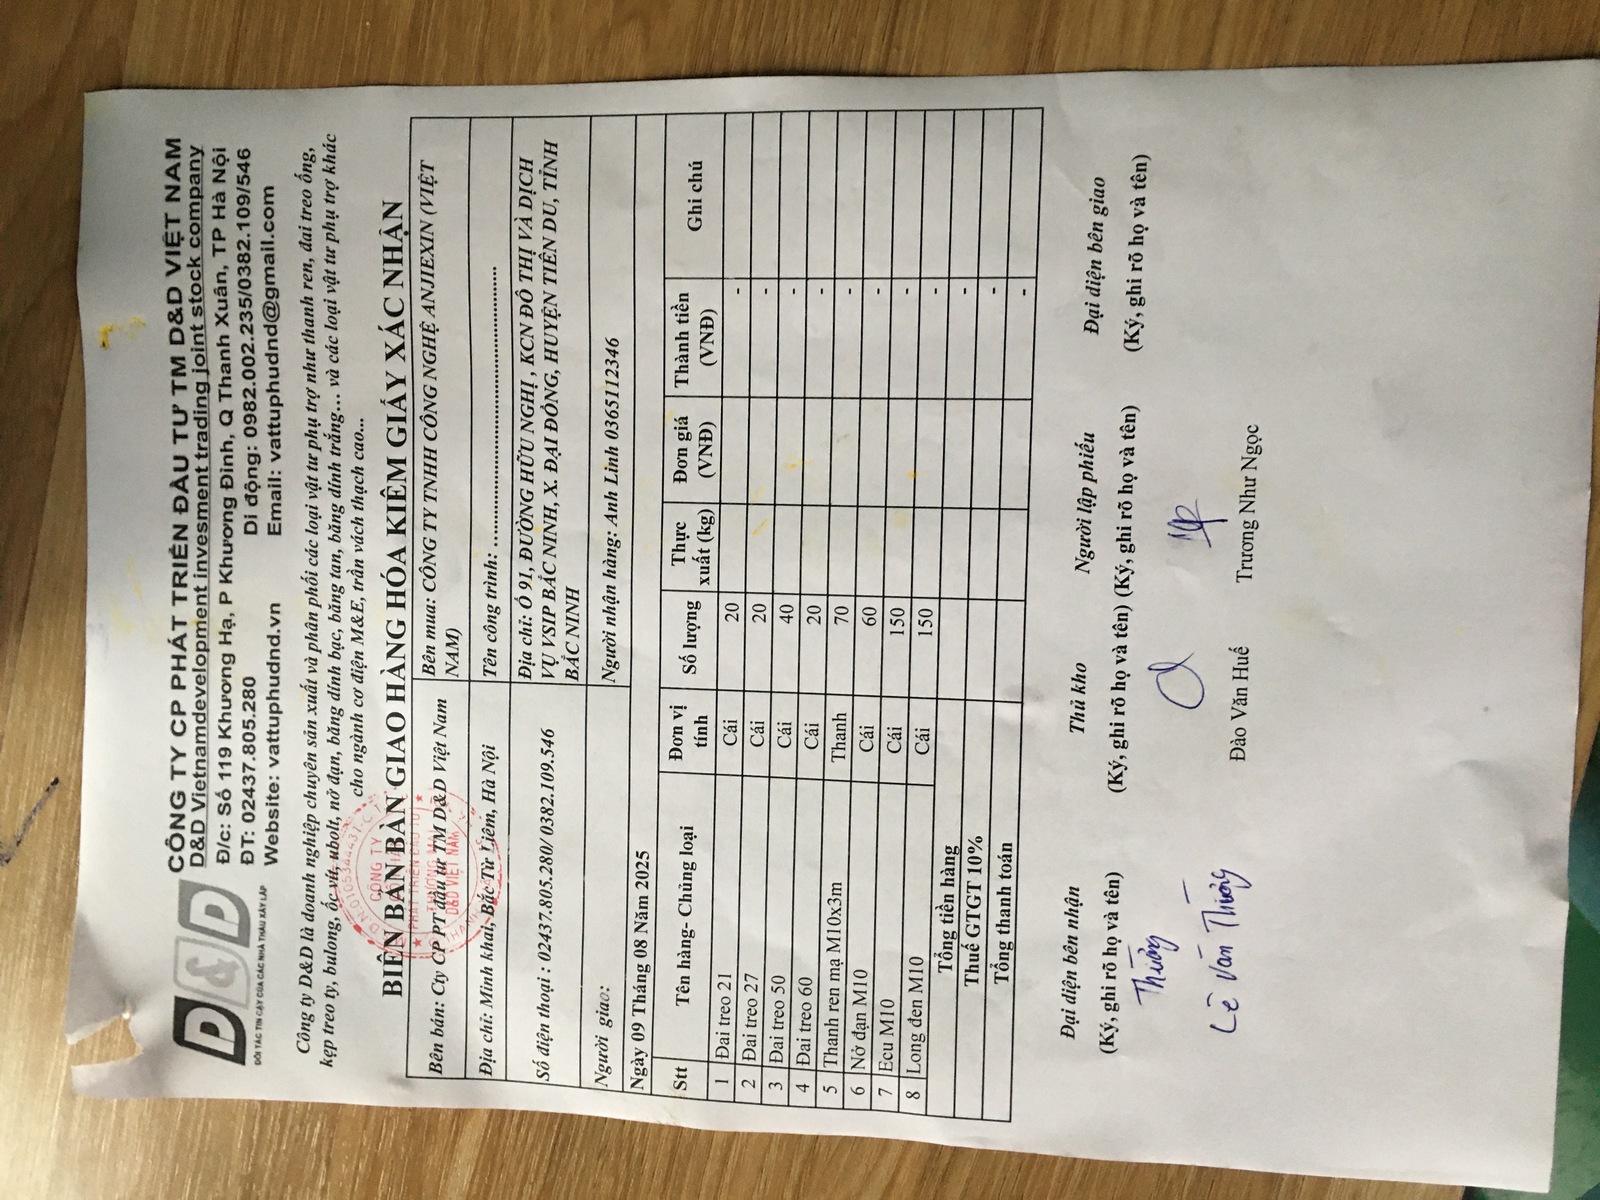 D&D
ĐỐI TÁC TIN CẬY CỦA CÁC NHÀ THẦU XÂY LẮP
CÔNG TY CP PHÁT TRIỂN ĐẦU TƯ TM D&D VIỆT NAM
D&D Vietnamdevelopment invesment trading joint stock company
Đ/c: Số 119 Khương Hạ, P Khương Đình, Q Thanh Xuân, TP Hà Nội
ĐT: 02437.805.280 Di động: 0982.002.235/0382.109/546
Website: vattuphudnd.vn Email: vattuphudnd@gmail.com
Công ty D&D là doanh nghiệp chuyên sản xuất và phân phối các loại vật tư phụ trợ như thanh ren, đai treo ống,
kẹp treo ty, bulong, ốc vít, ubolt, nở đạn, băng dính bạc, băng tan, băng dính trắng... và các loại vật tư phụ trợ khác
cho ngành cơ điện M&E, trần vách thạch cao...
BIÊN BẢN BÀN GIAO HÀNG HÓA KIÊM GIẤY XÁC NHẬN
Bên bán: Cty CP PT đầu tư TM D&D Việt Nam
Bên mua: CÔNG TY TNHH CÔNG NGHỆ ANJIEXIN (VIỆT
NAM)
Địa chỉ: Minh khai, Bắc Từ Liêm, Hà Nội
Tên công trình: ................................................
Số điện thoại : 02437.805.280/ 0382.109.546
Địa chỉ: Ô 91, ĐƯỜNG HỮU NGHỊ , KCN ĐÔ THỊ VÀ DỊCH
VỤ VSIP BẮC NINH, X. ĐẠI ĐỒNG, HUYỆN TIÊN DU, TỈNH
BẮC NINH
Người giao:
Người nhận hàng: Anh Linh 0365112346
Ngày 09 Tháng 08 Năm 2025
Stt Tên hàng- Chủng loại Đơn vị tính Số lượng Thực xuất (kg) Đơn giá (VNĐ) Thành tiền (VNĐ) Ghi chú
1 Đai treo 21 Cái 20 -
2 Đai treo 27 Cái 20 -
3 Đai treo 50 Cái 40 -
4 Đai treo 60 Cái 20 -
5 Thanh ren mạ M10x3m Thanh 70 -
6 Nở đạn M10 Cái 60 -
7 Ecu M10 Cái 150 -
8 Long đen M10 Cái 150 -
Tổng tiền hàng -
Thuế GTGT 10% -
Tổng thanh toán -
Đại diện bên nhận Thủ kho Người lập phiếu Đại diện bên giao
(Ký, ghi rõ họ và tên) (Ký, ghi rõ họ và tên) (Ký, ghi rõ họ và tên) (Ký, ghi rõ họ và tên)
Thưởng
Lê Văn Thưởng
Đào Văn Huế Trương Như Ngọc
CÔNG TY
PHÁT TRIỂN ĐẦU TƯ
THƯƠNG MẠI
D&D VIỆT NAM